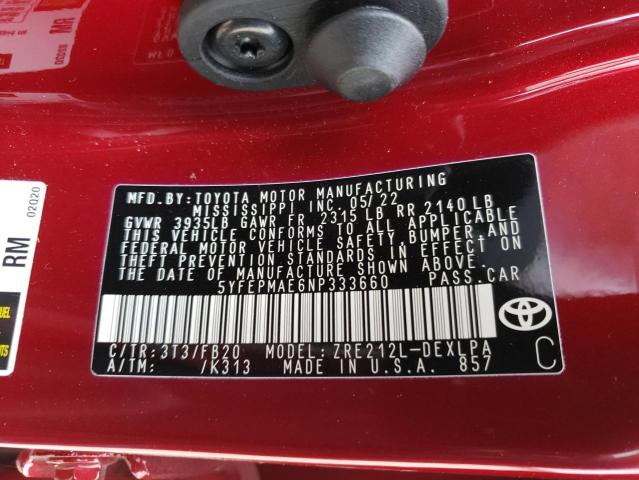 MFD.BY: TOYOTA MOTOR MANUFACTURING
MISSISSIPPI INC. 05/22
GVWR 3935LB GAWR FR 2315 LB RR 2140 LB
THIS VEHICLE CONFORMS TO ALL APPLICABLE
FEDERAL MOTOR VEHICLE SAFETY, BUMPER AND
THEFT PREVENTION STANDARDS IN EFFECT ON
THE DATE OF MANUFACTURE SHOWN ABOVE.
5YFEPMAE6NP333660 PASS.CAR
C/TR: 3T3/FB20 MODEL: ZRE212L-DEXLPA
A/TM: /K313 MADE IN U.S.A. 857
C
RM
02020